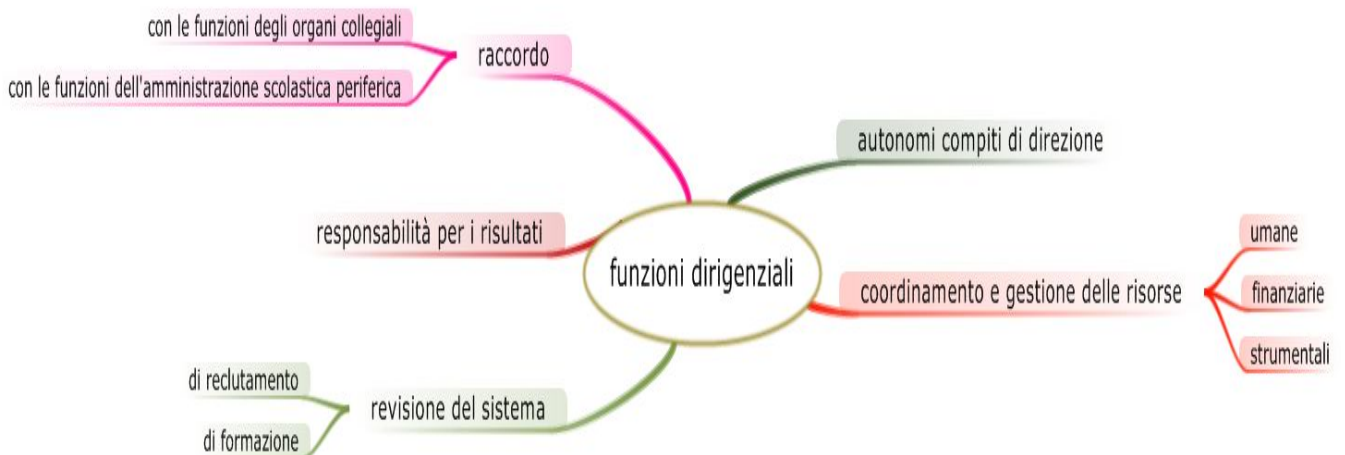 con le funzioni degli organi collegiali
con le funzioni dell'amministrazione scolastica periferica
raccordo
autonomi compiti di direzione
responsabilità per i risultati
funzioni dirigenziali
coordinamento e gestione delle risorse
umane
finanziarie
strumentali
di reclutamento
di formazione
revisione del sistema